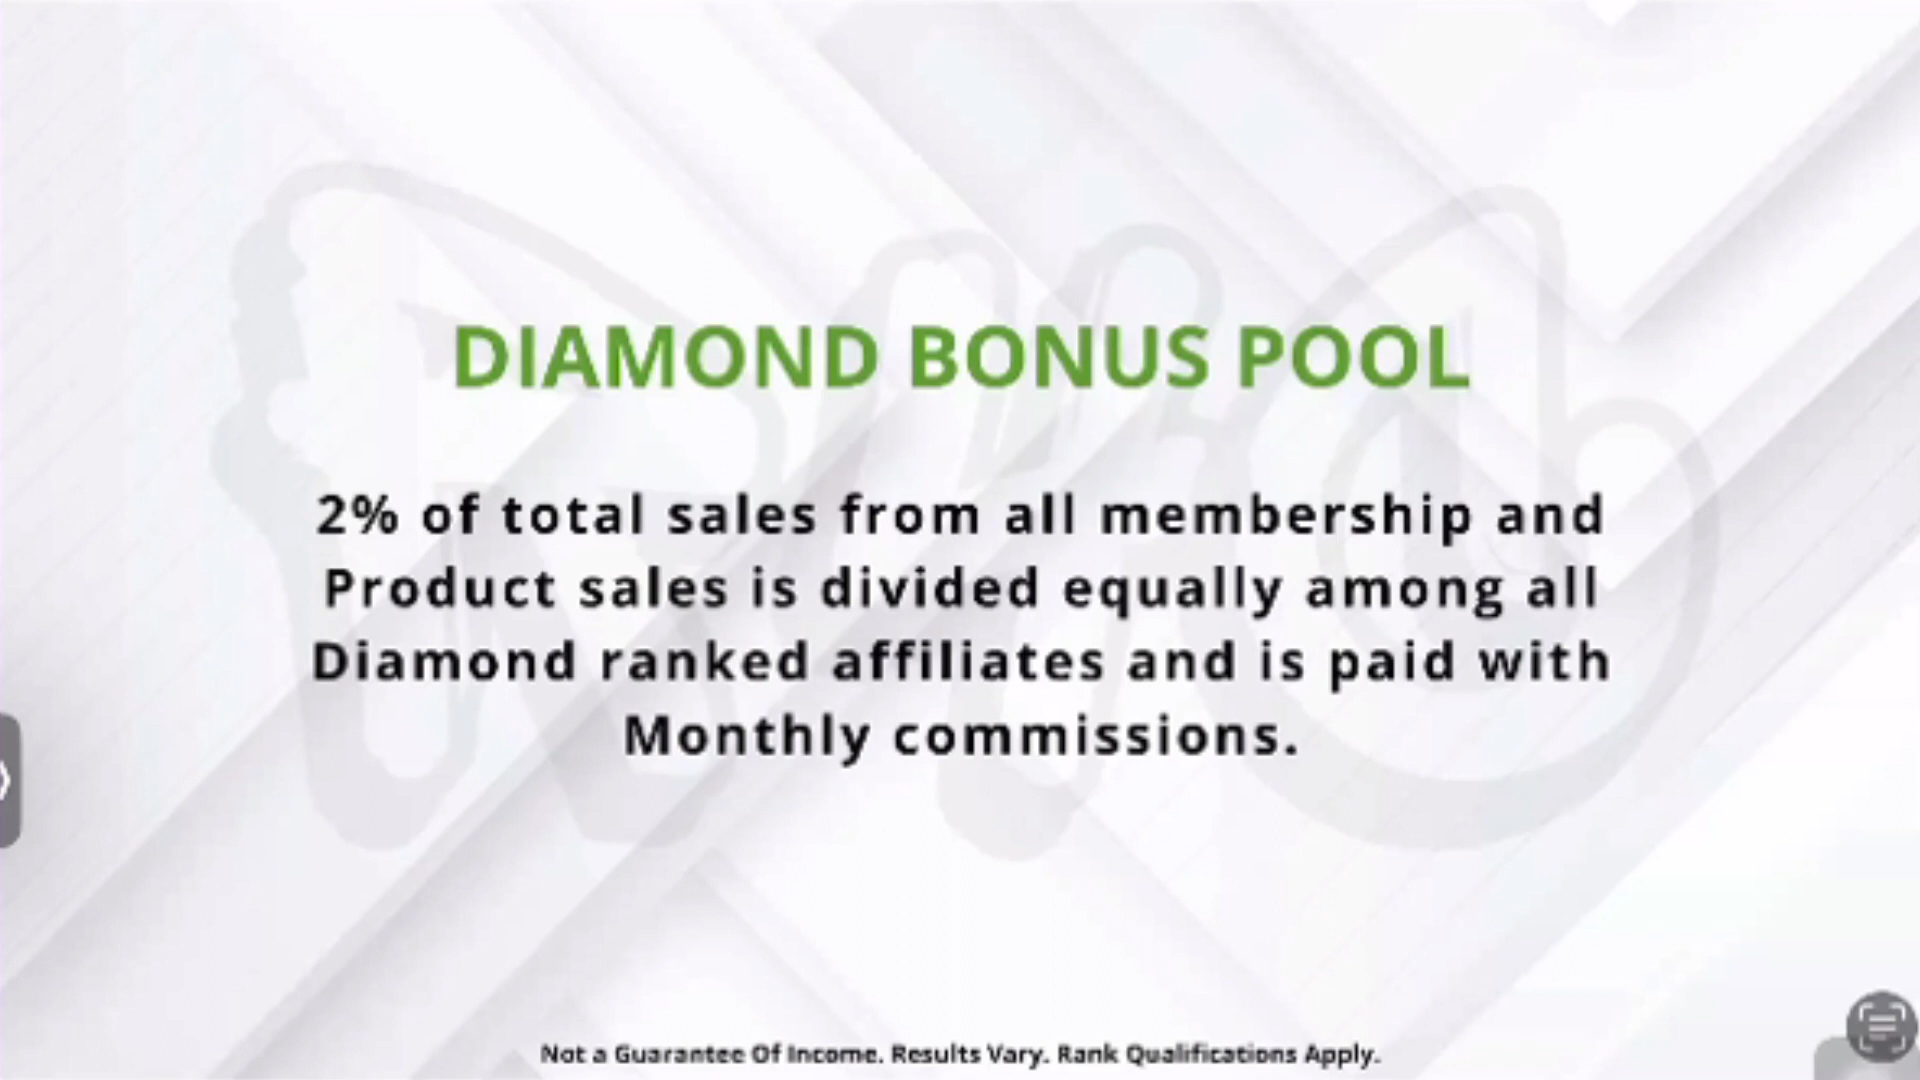 DIAMOND BONUS POOL
2% of total sales from all membership and
Product sales is divided equally among all
Diamond ranked affiliates and is paid with
Monthly commissions.
Not a Guarantee Of Income. Results Vary. Rank Qualifications Apply.